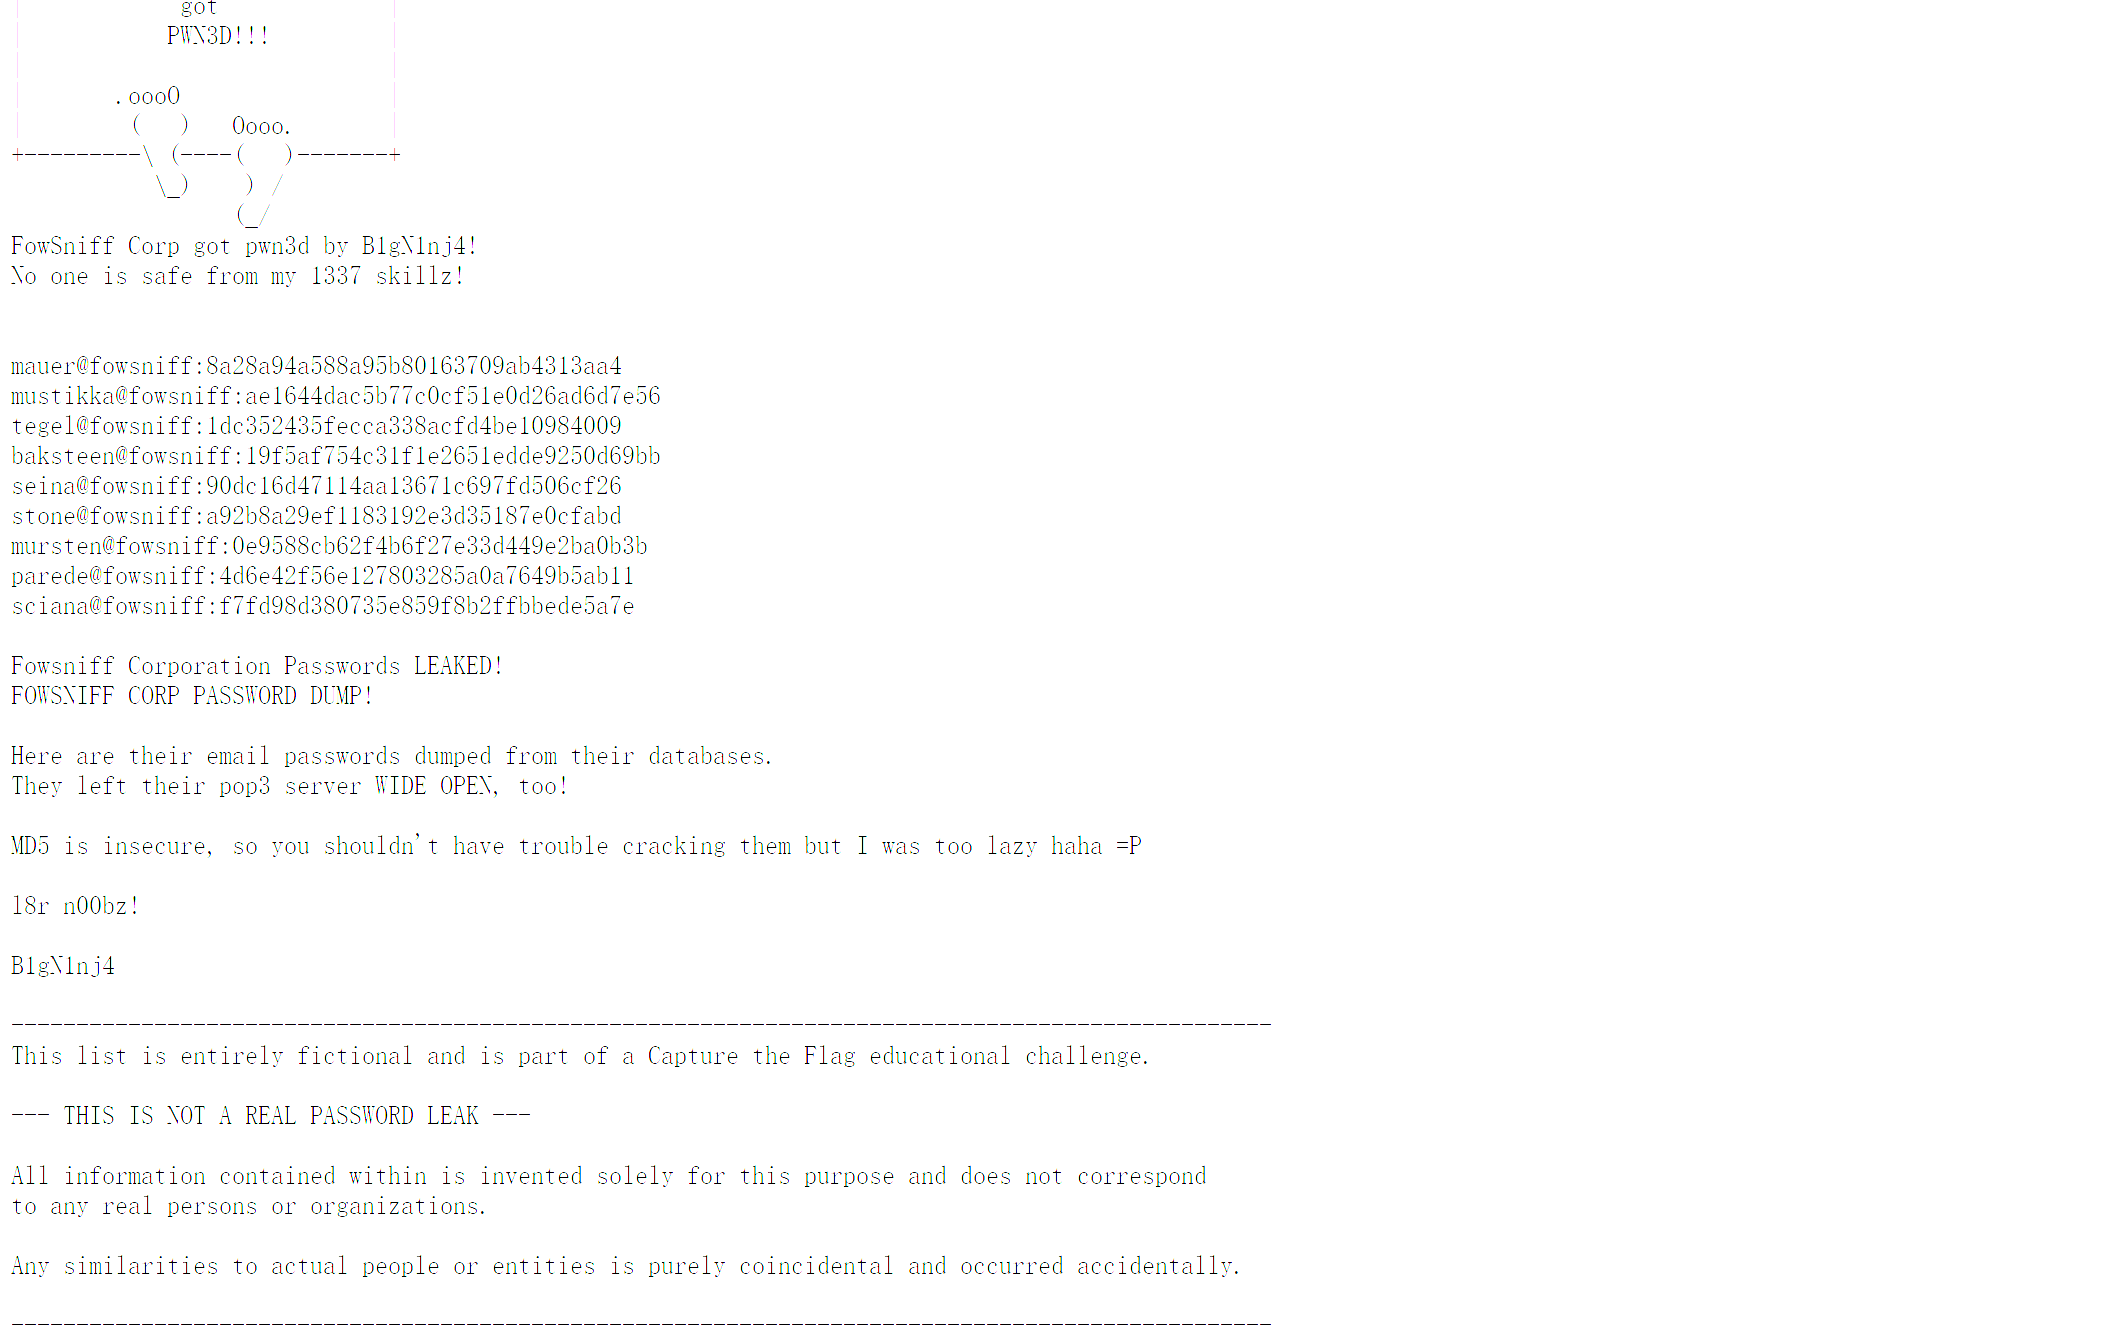 |            got             |
|           PWN3D!!!         |
|                            |
|       .oooO                |
|        (   )   Oooo.       |
+---------\ (----(   )-------+
           \_)    ) /
                 (_/
FowSniff Corp got pwn3d by B1gN1nj4!
No one is safe from my 1337 skillz!
mauer@fowsniff:8a28a94a588a95b80163709ab4313aa4
mustikka@fowsniff:ae1644dac5b77c0cf51e0d26ad6d7e56
tegel@fowsniff:1dc352435fecca338acfd4be10984009
baksteen@fowsniff:19f5af754c31f1e2651edde9250d69bb
seina@fowsniff:90dc16d47114aa13671c697fd506cf26
stone@fowsniff:a92b8a29ef1183192e3d35187e0cfabd
mursten@fowsniff:0e9588cb62f4b6f27e33d449e2ba0b3b
parede@fowsniff:4d6e42f56e127803285a0a7649b5ab11
sciana@fowsniff:f7fd98d380735e859f8b2ffbbede5a7e
Fowsniff Corporation Passwords LEAKED!
FOWSNIFF CORP PASSWORD DUMP!
Here are their email passwords dumped from their databases.
They left their pop3 server WIDE OPEN, too!
MD5 is insecure, so you shouldn't have trouble cracking them but I was too lazy haha =P
l8r n00bz!
B1gN1nj4
-------------------------------------------------------------------------------------------------
This list is entirely fictional and is part of a Capture the Flag educational challenge.
--- THIS IS NOT A REAL PASSWORD LEAK ---
All information contained within is invented solely for this purpose and does not correspond
to any real persons or organizations.
Any similarities to actual people or entities is purely coincidental and occurred accidentally.
-------------------------------------------------------------------------------------------------